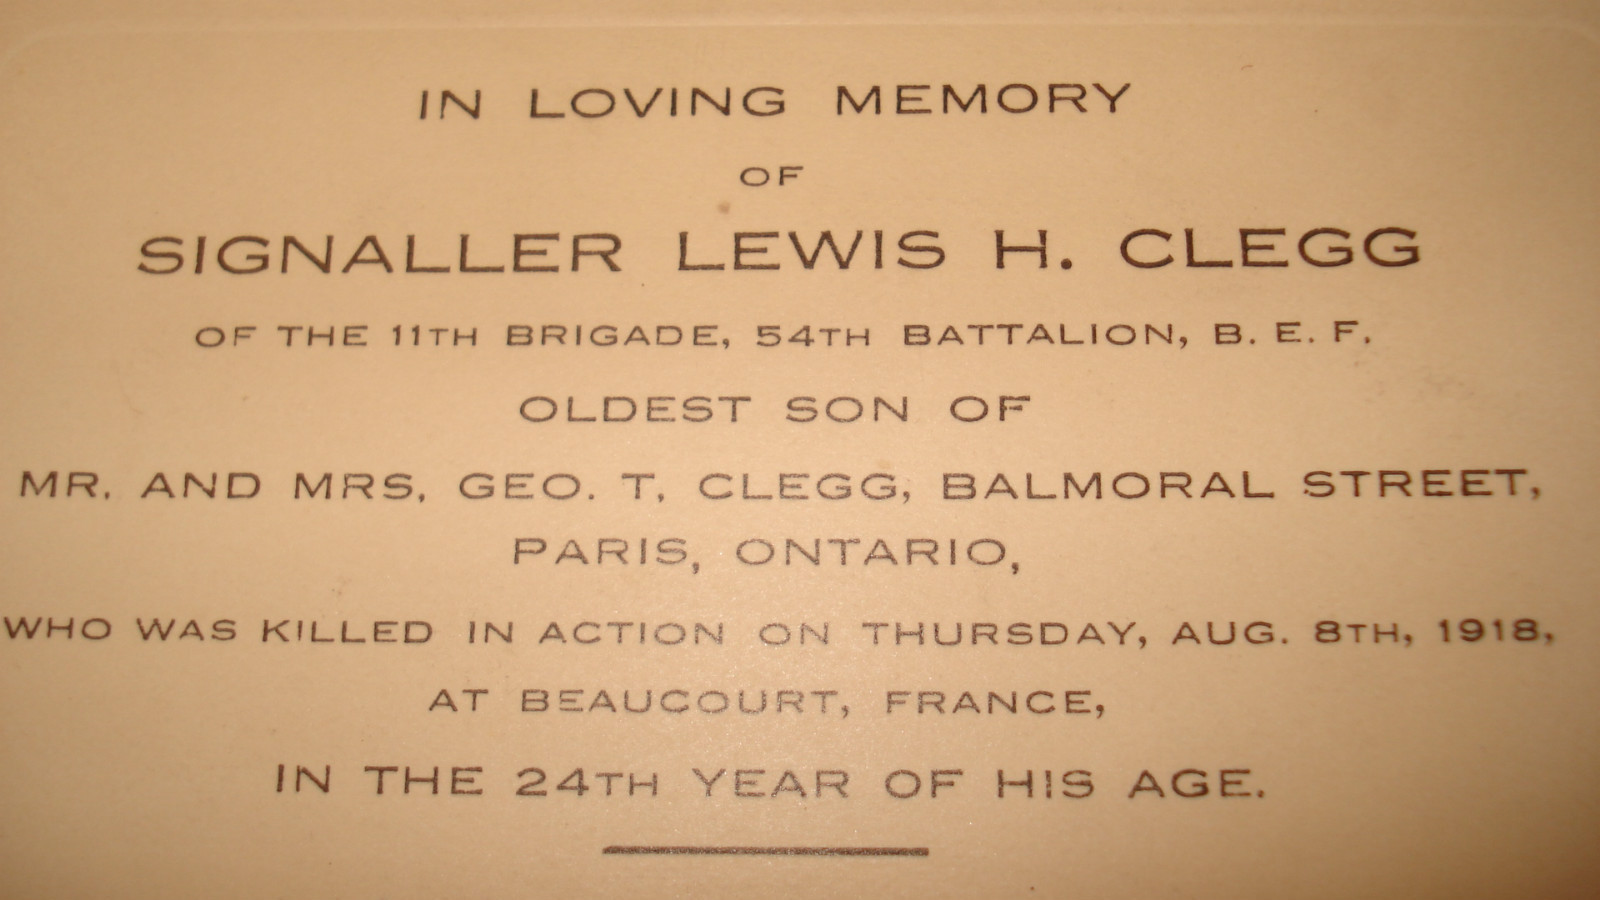 IN LOVING MEMORY
OF
SIGNALLER LEWIS H. CLEGG
OF THE 11TH BRIGADE, 54TH BATTALION, B. E. F.
OLDEST SON OF
MR. AND MRS. GEO. T. CLEGG, BALMORAL STREET,
PARIS, ONTARIO,
WHO WAS KILLED IN ACTION ON THURSDAY, AUG. 8TH, 1918,
AT BEAUCOURT, FRANCE,
IN THE 24TH YEAR OF HIS AGE.